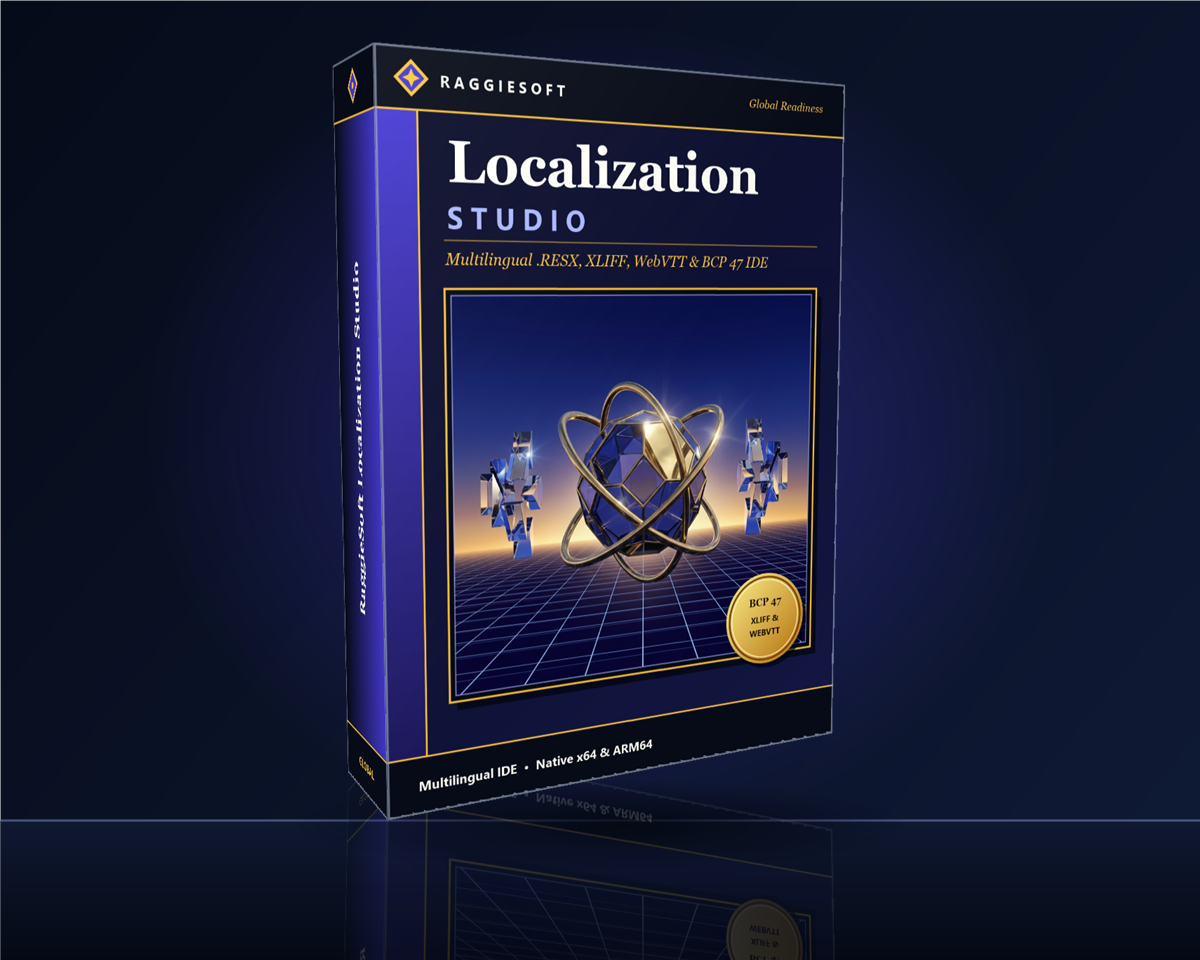 RAGGIESOFT
Global Readiness
Localization
STUDIO
Multilingual .RESX, XLIFF, WebVTT & BCP 47 IDE
RaggieSoft Localization Studio
BCP 47
XLIFF &
WEBVTT
GLOBAL
Multilingual IDE • Native x64 & ARM64